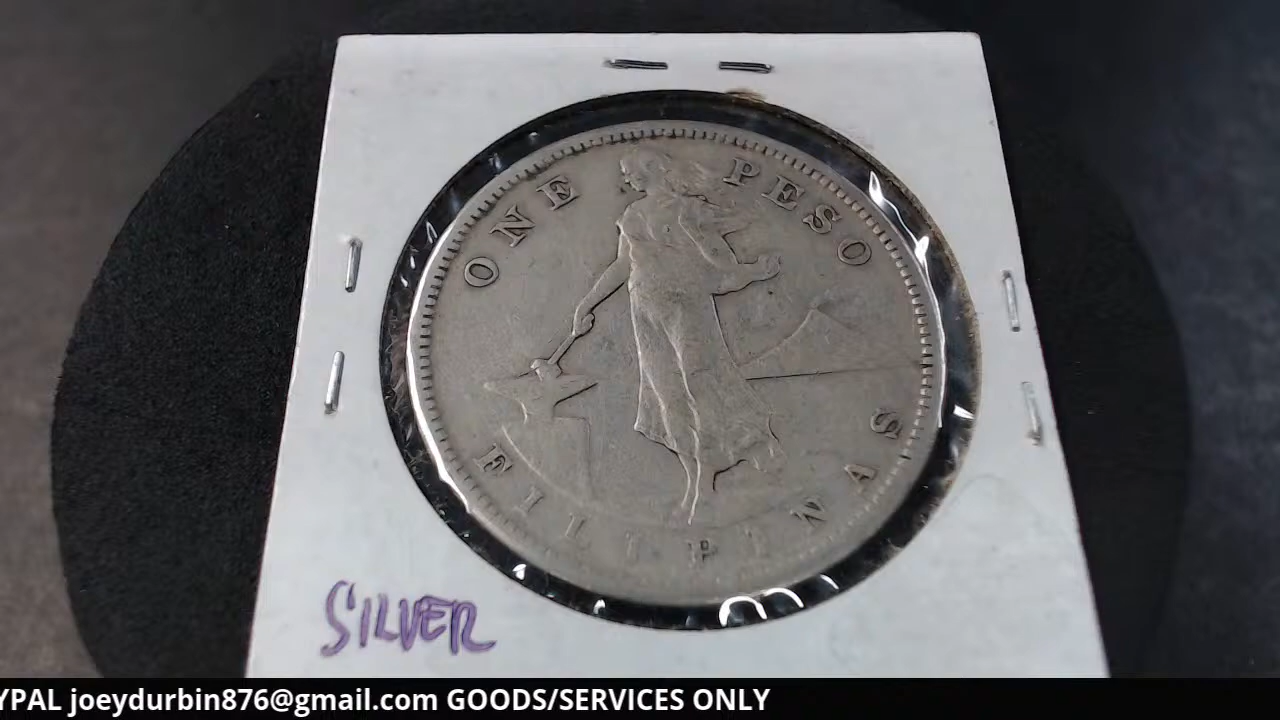 ONE PESO
FILIPINAS
SILVER
YPAL joeydurbin876@gmail.com GOODS/SERVICES ONLY